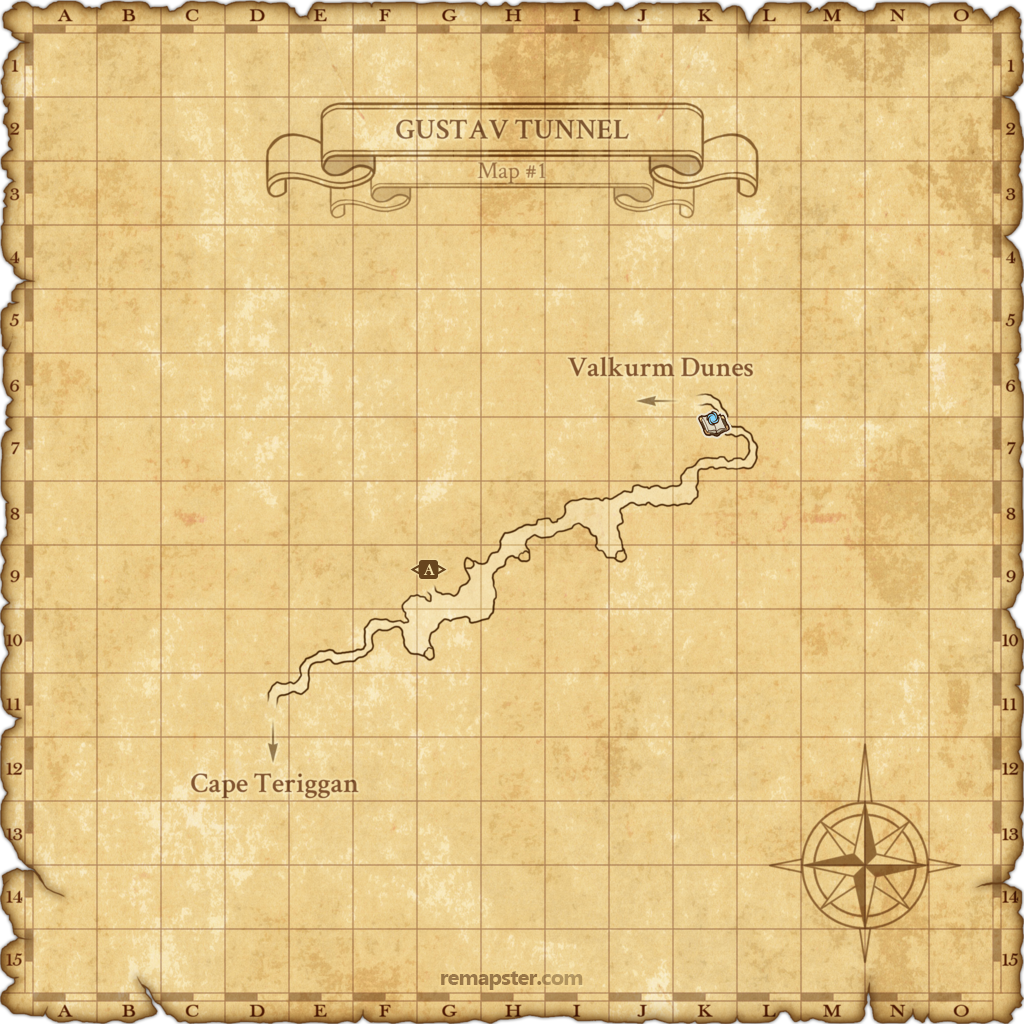 A B C D E F G H I J K L M N O
1 1
GUSTAV TUNNEL
2 2
Map #1
3 3
4 4
5 5
Valkurm Dunes
6 6
7 7
8 8
A
9 9
10 10
11 11
12 12
Cape Teriggan
13 13
14 14
15 15
remapster.com
A B C D E F G H I J K L M N O